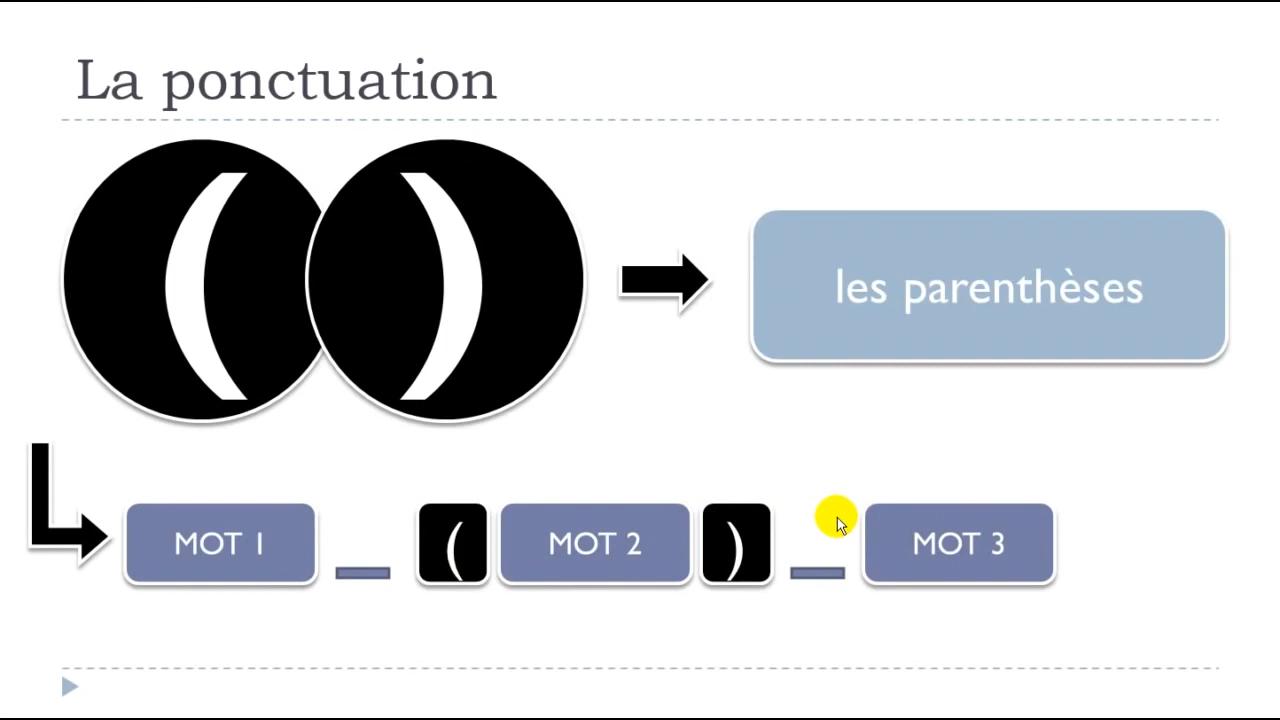 La ponctuation
( )
les parenthèses
MOT 1 _ ( MOT 2 ) _ MOT 3